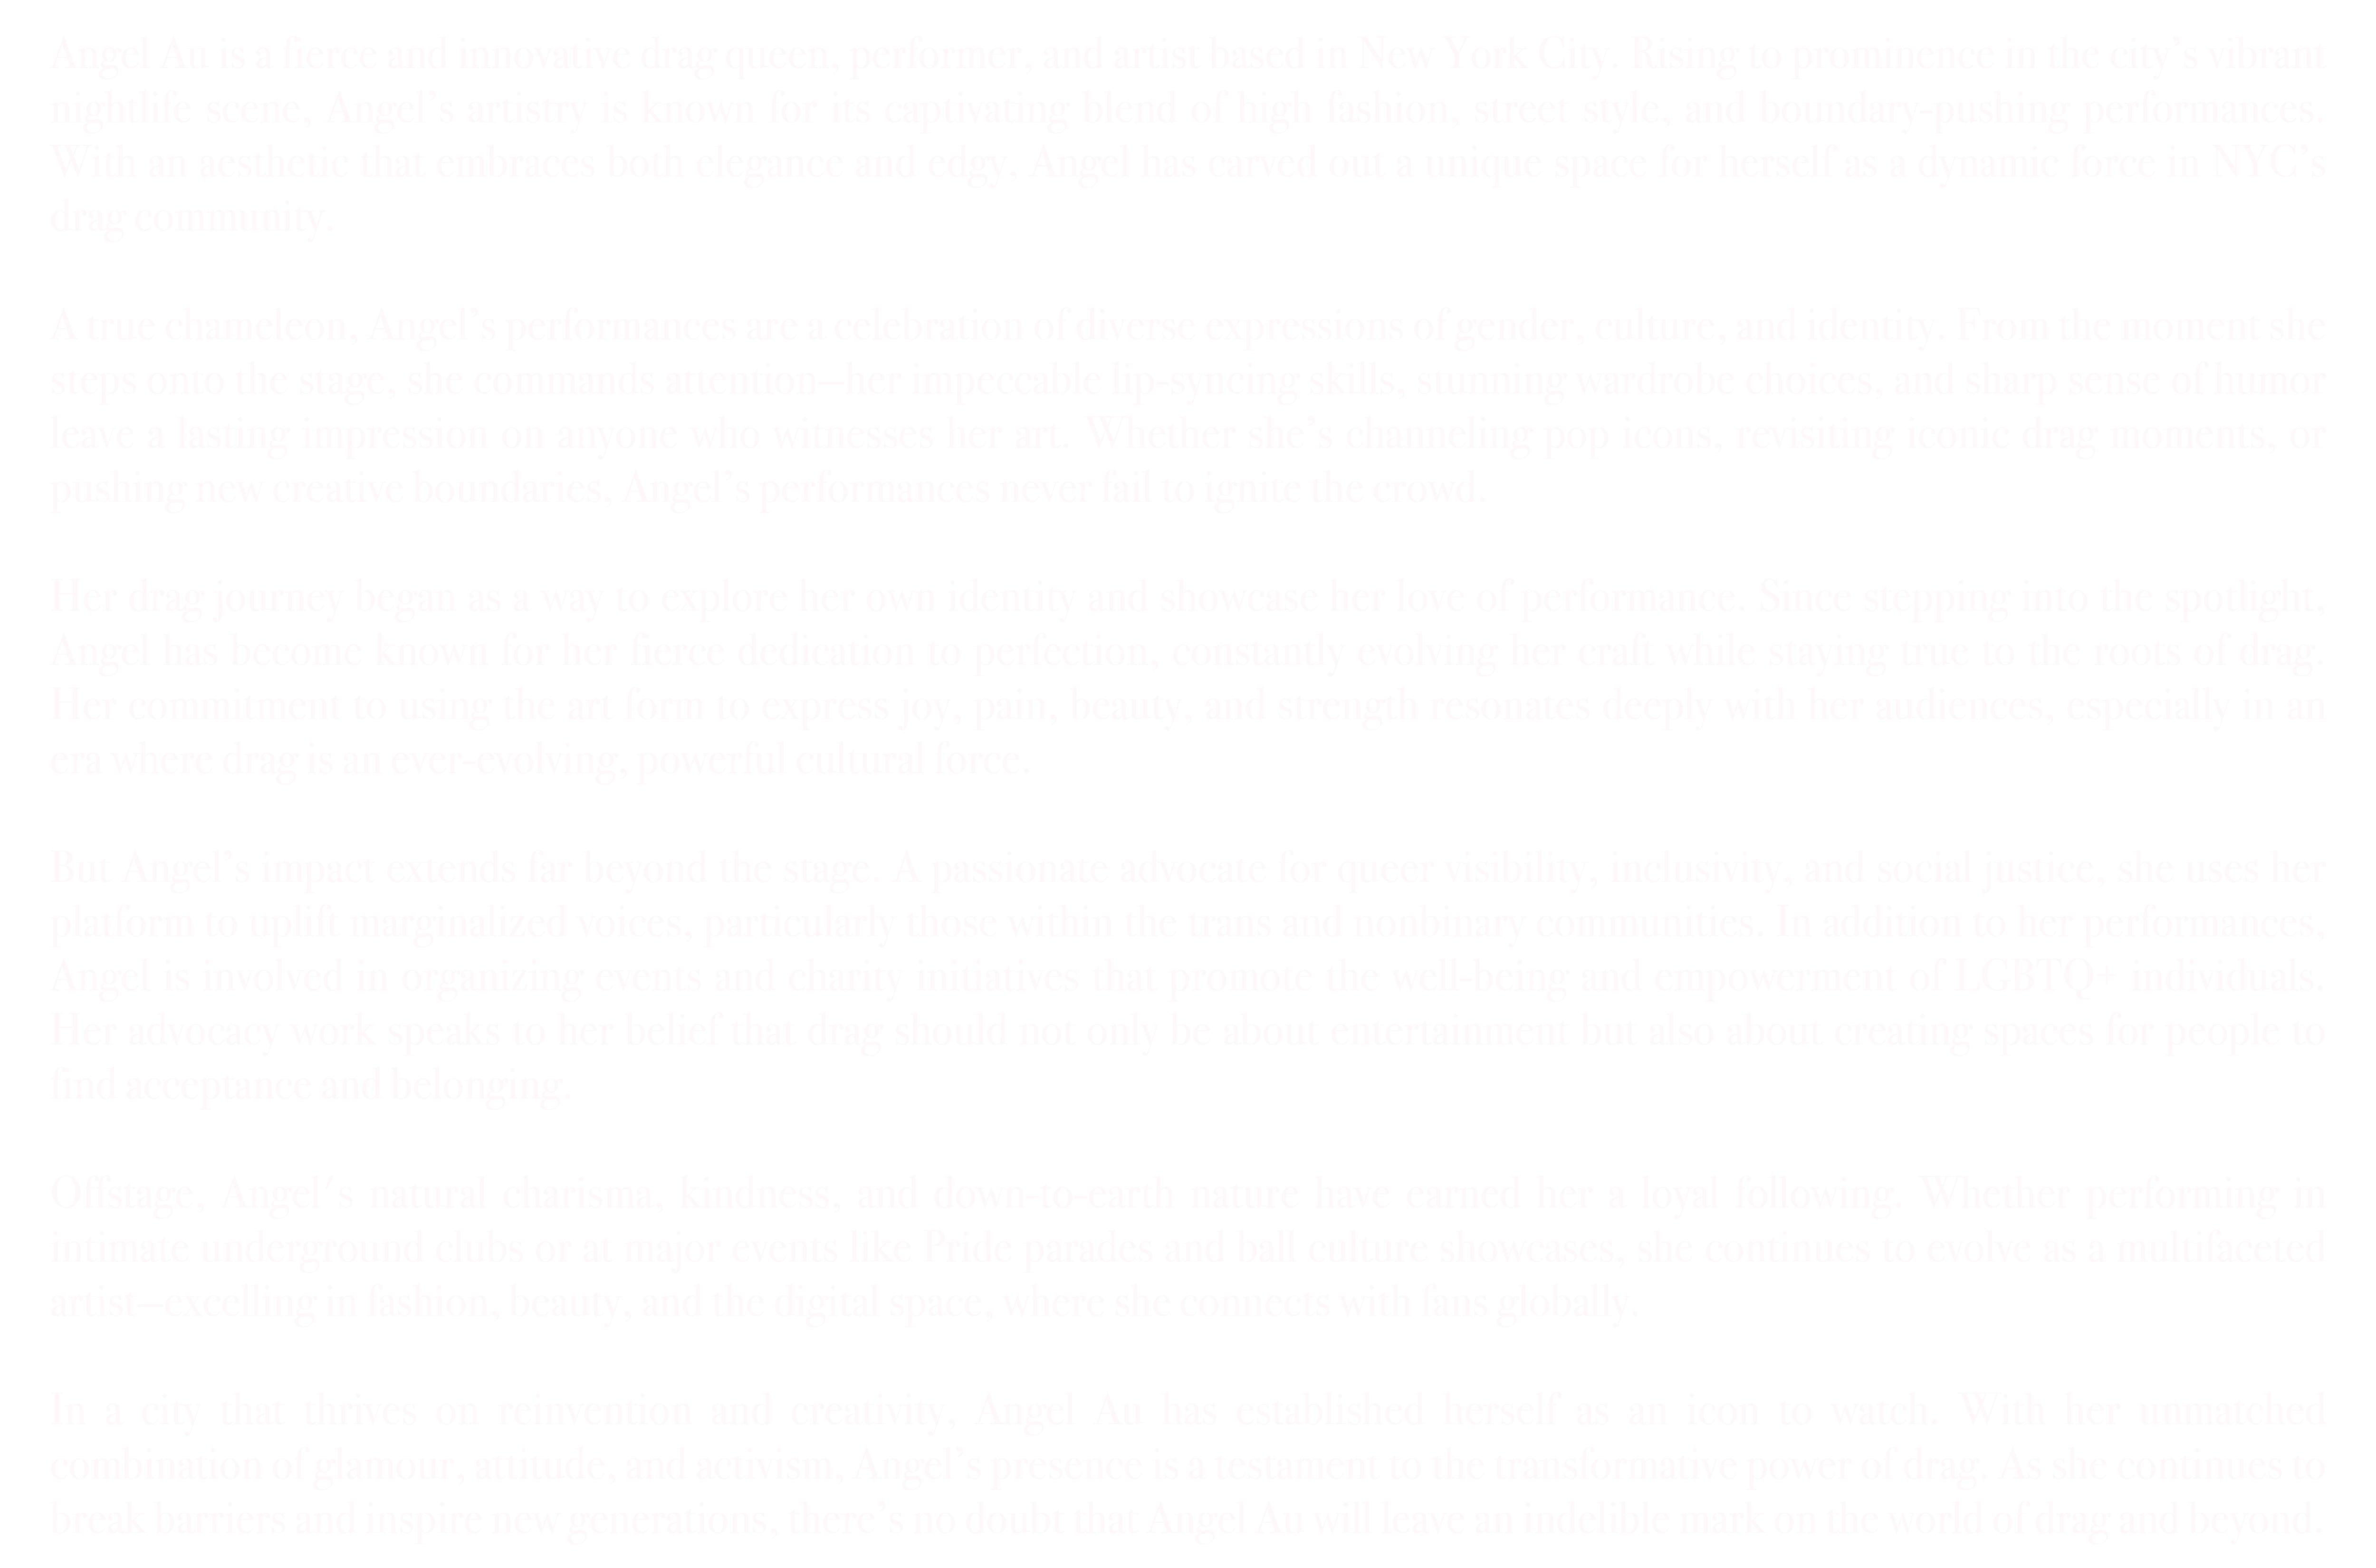 Angel Au is a fierce and innovative drag queen, performer, and artist based in New York City. Rising to prominence in the city's vibrant
nightlife scene, Angel's artistry is known for its captivating blend of high fashion, street style, and boundary-pushing performances.
With an aesthetic that embraces both elegance and edgy, Angel has carved out a unique space for herself as a dynamic force in NYC's
drag community.
A true chameleon, Angel's performances are a celebration of diverse expressions of gender, culture, and identity. From the moment she
steps onto the stage, she commands attention—her impeccable lip-syncing skills, stunning wardrobe choices, and sharp sense of humor
leave a lasting impression on anyone who witnesses her art. Whether she's channeling pop icons, revisiting iconic drag moments, or
pushing new creative boundaries, Angel's performances never fail to ignite the crowd.
Her drag journey began as a way to explore her own identity and showcase her love of performance. Since stepping into the spotlight,
Angel has become known for her fierce dedication to perfection, constantly evolving her craft while staying true to the roots of drag.
Her commitment to using the art form to express joy, pain, beauty, and strength resonates deeply with her audiences, especially in an
era where drag is an ever-evolving, powerful cultural force.
But Angel's impact extends far beyond the stage. A passionate advocate for queer visibility, inclusivity, and social justice, she uses her
platform to uplift marginalized voices, particularly those within the trans and nonbinary communities. In addition to her performances,
Angel is involved in organizing events and charity initiatives that promote the well-being and empowerment of LGBTQ+ individuals.
Her advocacy work speaks to her belief that drag should not only be about entertainment but also about creating spaces for people to
find acceptance and belonging.
Offstage, Angel's natural charisma, kindness, and down-to-earth nature have earned her a loyal following. Whether performing in
intimate underground clubs or at major events like Pride parades and ball culture showcases, she continues to evolve as a multifaceted
artist—excelling in fashion, beauty, and the digital space, where she connects with fans globally.
In a city that thrives on reinvention and creativity, Angel Au has established herself as an icon to watch. With her unmatched
combination of glamour, attitude, and activism, Angel's presence is a testament to the transformative power of drag. As she continues to
break barriers and inspire new generations, there's no doubt that Angel Au will leave an indelible mark on the world of drag and beyond.